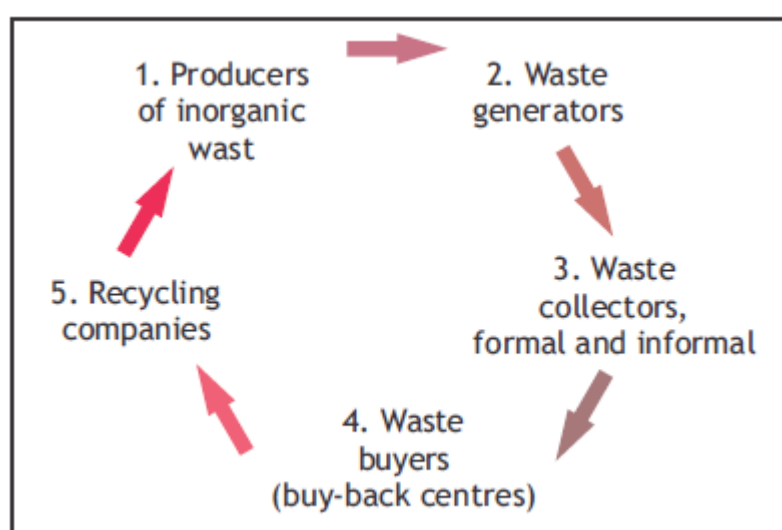 1. Producers
of inorganic
wast
2. Waste
generators
3. Waste
collectors,
formal and informal
4. Waste
buyers
(buy-back centres)
5. Recycling
companies